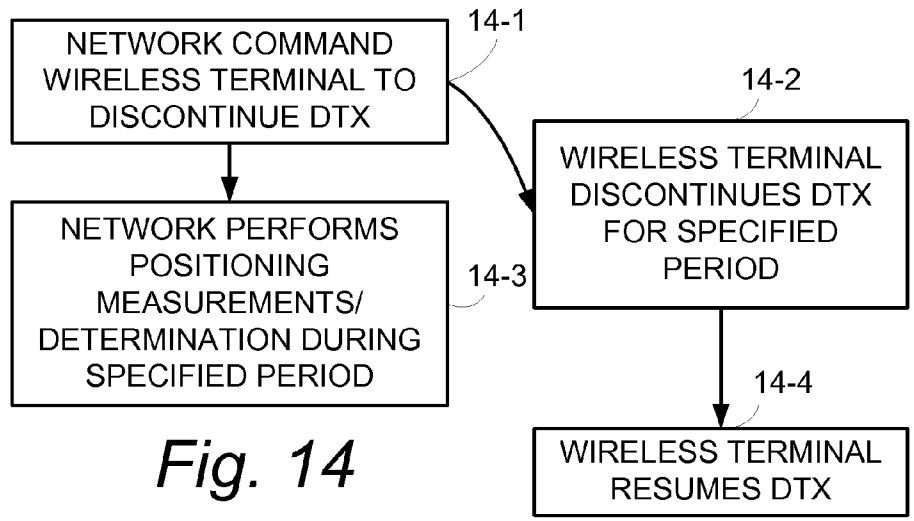 14-1
NETWORK COMMAND
WIRELESS TERMINAL TO
DISCONTINUE DTX
14-2
WIRELESS TERMINAL
DISCONTINUES DTX
FOR SPECIFIED
PERIOD
NETWORK PERFORMS
POSITIONING
MEASUREMENTS/
DETERMINATION DURING
SPECIFIED PERIOD
14-3
14-4
WIRELESS TERMINAL
RESUMES DTX
Fig. 14